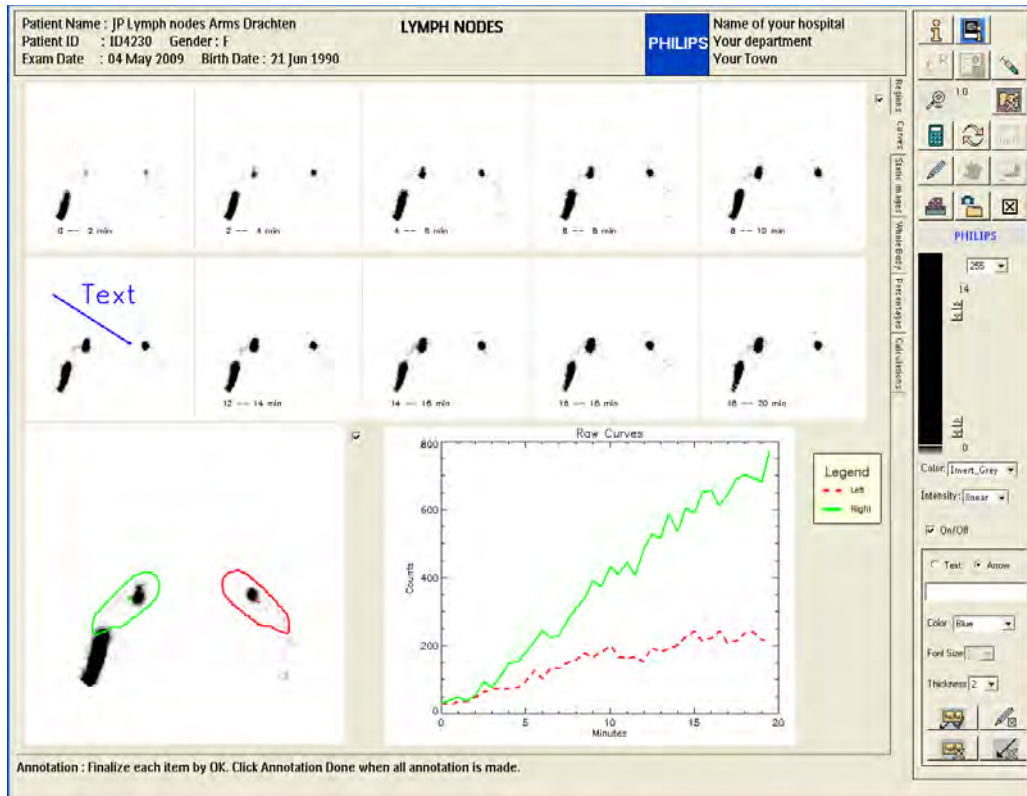 Patient Name : JP Lymph nodes Arms Drachten
Patient ID : ID4230 Gender : F
Exam Date : 04 May 2009 Birth Date : 21 Jun 1990
LYMPH NODES
PHILIPS
Name of your hospital
Your department
Your Town
Regions
Curves
Static images
WholeBody
Percentages
Calculations
0 -- 2 min
2 -- 4 min
4 -- 6 min
6 -- 8 min
8 -- 10 min
Text
12 -- 14 min
14 -- 16 min
16 -- 18 min
18 -- 20 min
Raw Curves
800
600
400
200
0
Counts
0 5 10 15 20
Minutes
Legend
Left
Right
1.0
PHILIPS
255
14
0
Color: Invert_Grey
Intensity: linear
On/Off
Text Arrow
Color Blue
Font Size
Thickness 2
Annotation : Finalize each item by OK. Click Annotation Done when all annotation is made.